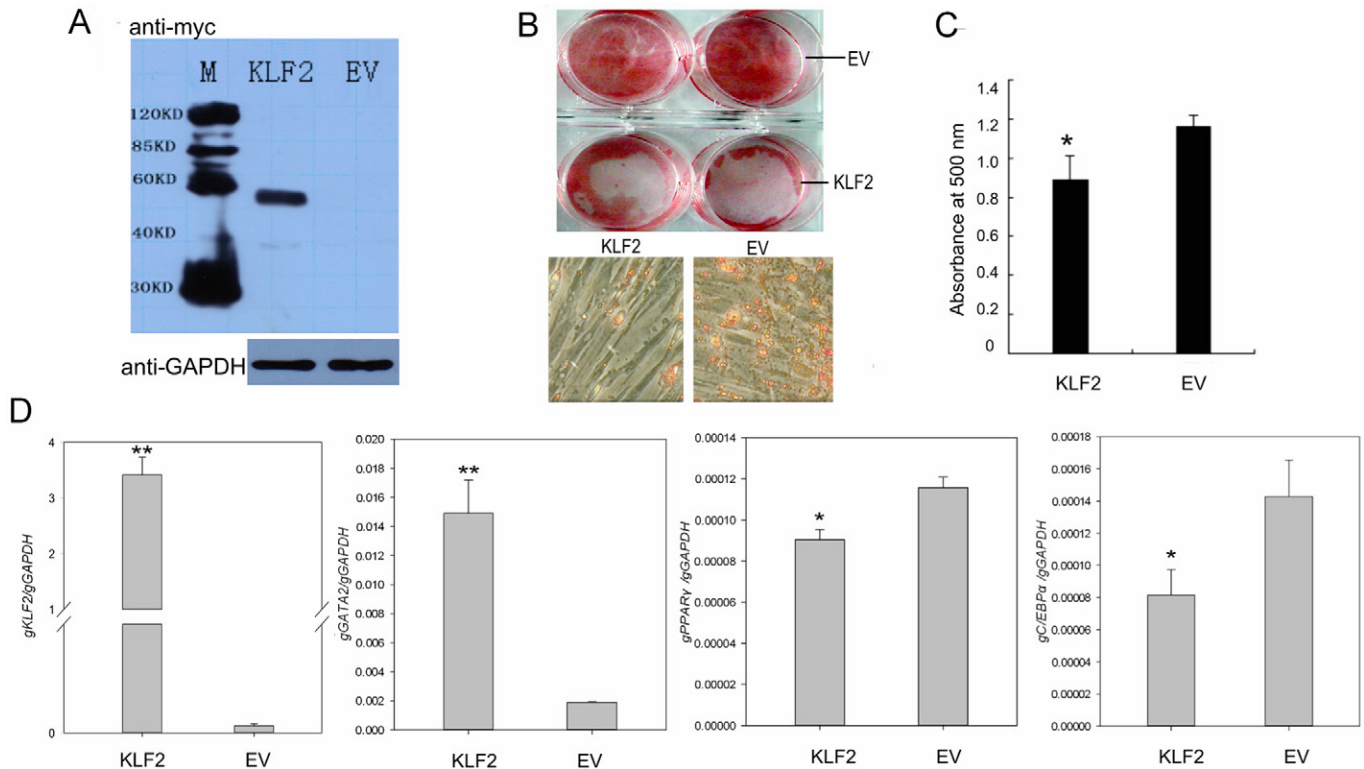 A
anti-myc
M KLF2 EV
120KD
85KD
60KD
40KD
30KD
anti-GAPDH
B
EV
KLF2
KLF2 EV
C
Absorbance at 500 nm
1.2
1.0
0.8
0.6
1.4
0.2
0
*
KLF2 EV
D
gKLF2/gGAPDH
4
3
2
1
0
**
KLF2 EV
gGATA2/gGAPDH
0.020
0.018
0.016
0.014
0.012
0.010
0.008
0.006
0.004
0.002
0.000
**
KLF2 EV
gPPARγ /gGAPDH
0.00014
0.00012
0.00010
0.00008
0.00006
0.00004
0.00002
0.00000
*
KLF2 EV
gC/EBPα /gGAPDH
0.00018
0.00016
0.00014
0.00012
0.00010
0.00008
0.00006
0.00004
0.00002
0.00000
*
KLF2 EV